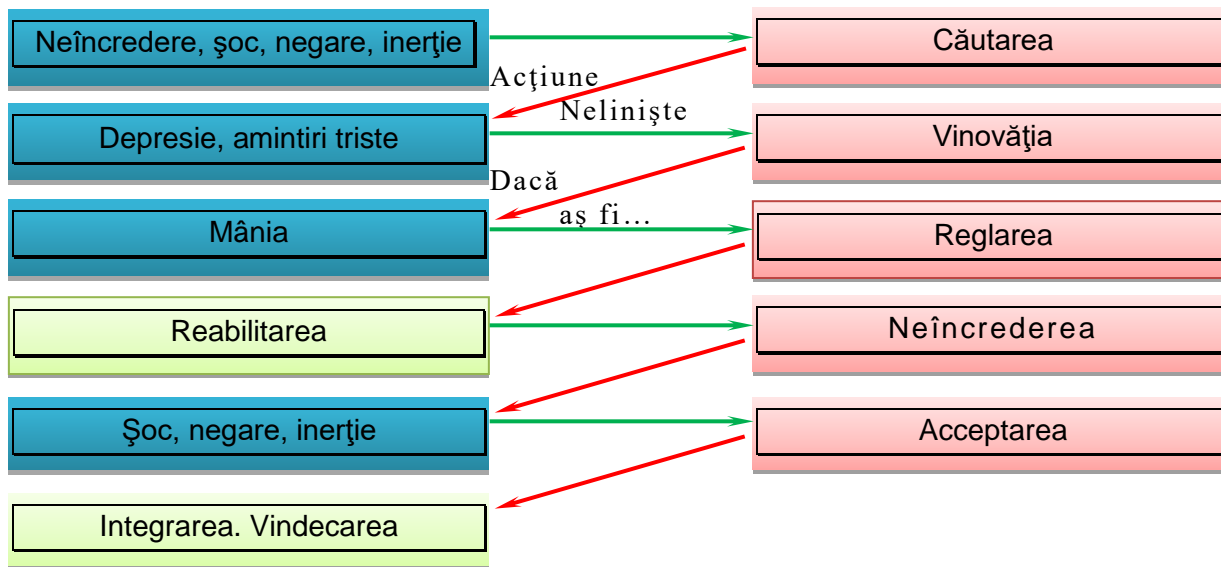 Neîncredere, şoc, negare, inerţie
Căutarea
Acţiune
Nelinişte
Depresie, amintiri triste
Vinovăţia
Dacă
aş fi…
Mânia
Reglarea
Reabilitarea
Neîncrederea
Şoc, negare, inerţie
Acceptarea
Integrarea. Vindecarea